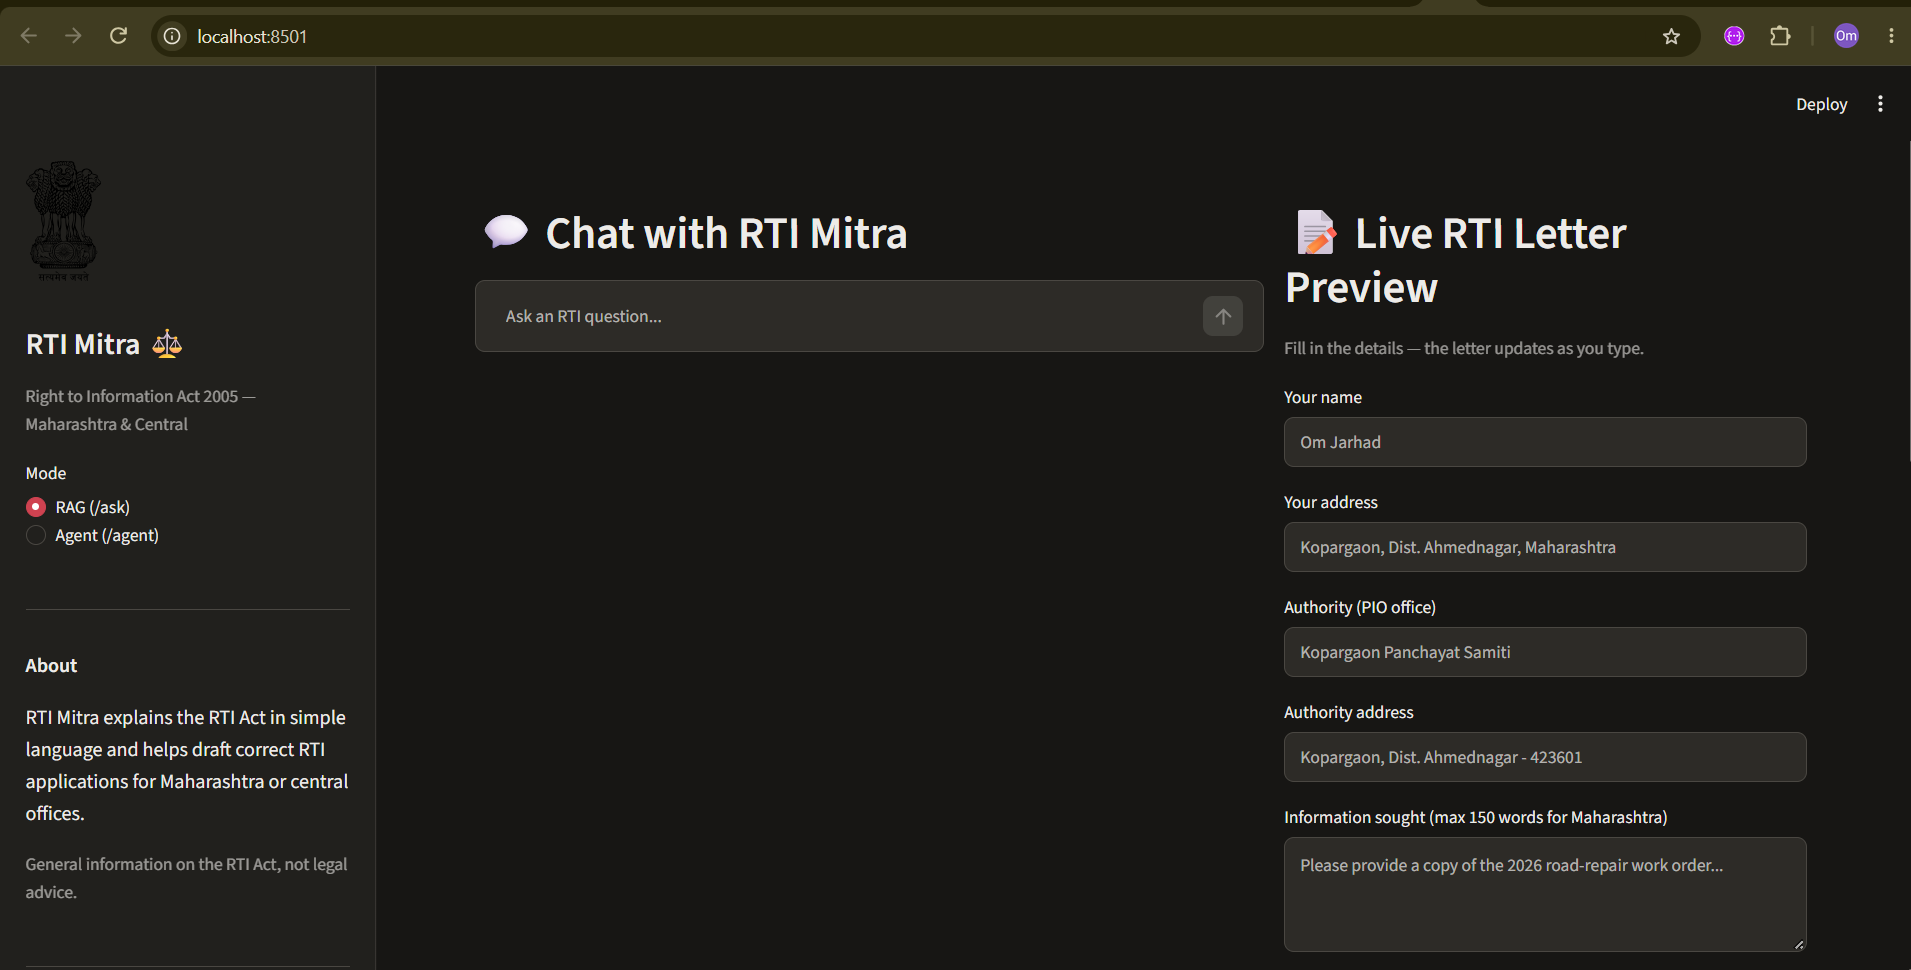 localhost:8501
Om
Deploy
सत्यमेव जयते
RTI Mitra
Right to Information Act 2005 —
Maharashtra & Central
Mode
RAG (/ask)
Agent (/agent)
About
RTI Mitra explains the RTI Act in simple
language and helps draft correct RTI
applications for Maharashtra or central
offices.
General information on the RTI Act, not legal
advice.
Chat with RTI Mitra
Ask an RTI question...
Live RTI Letter
Preview
Fill in the details — the letter updates as you type.
Your name
Om Jarhad
Your address
Kopargaon, Dist. Ahmednagar, Maharashtra
Authority (PIO office)
Kopargaon Panchayat Samiti
Authority address
Kopargaon, Dist. Ahmednagar - 423601
Information sought (max 150 words for Maharashtra)
Please provide a copy of the 2026 road-repair work order...